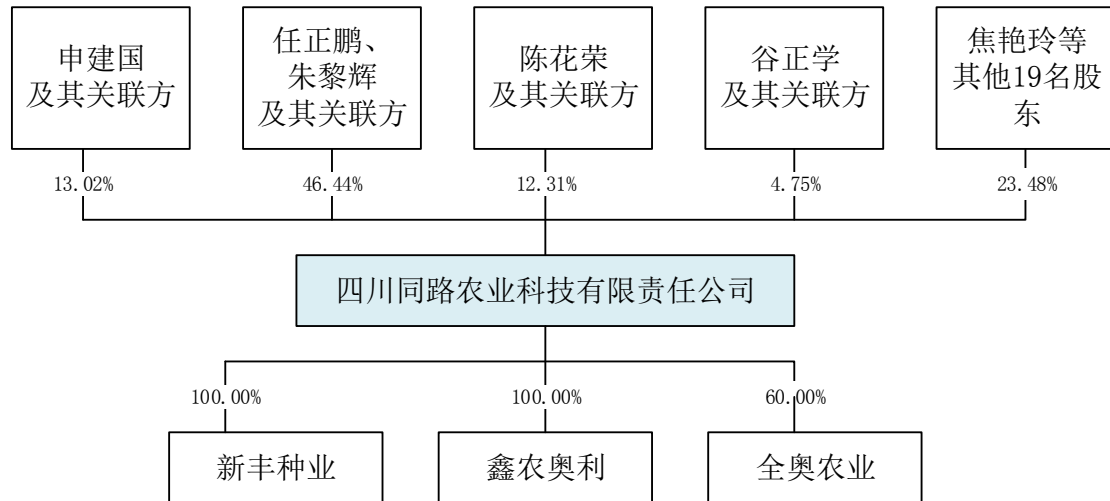 申建国
及其关联方
任正鹏、
朱黎辉
及其关联方
陈花荣
及其关联方
谷正学
及其关联方
焦艳玲等
其他19名股
东
13.02%
46.44%
12.31%
4.75%
23.48%
四川同路农业科技有限责任公司
100.00%
100.00%
60.00%
新丰种业
鑫农奥利
全奥农业